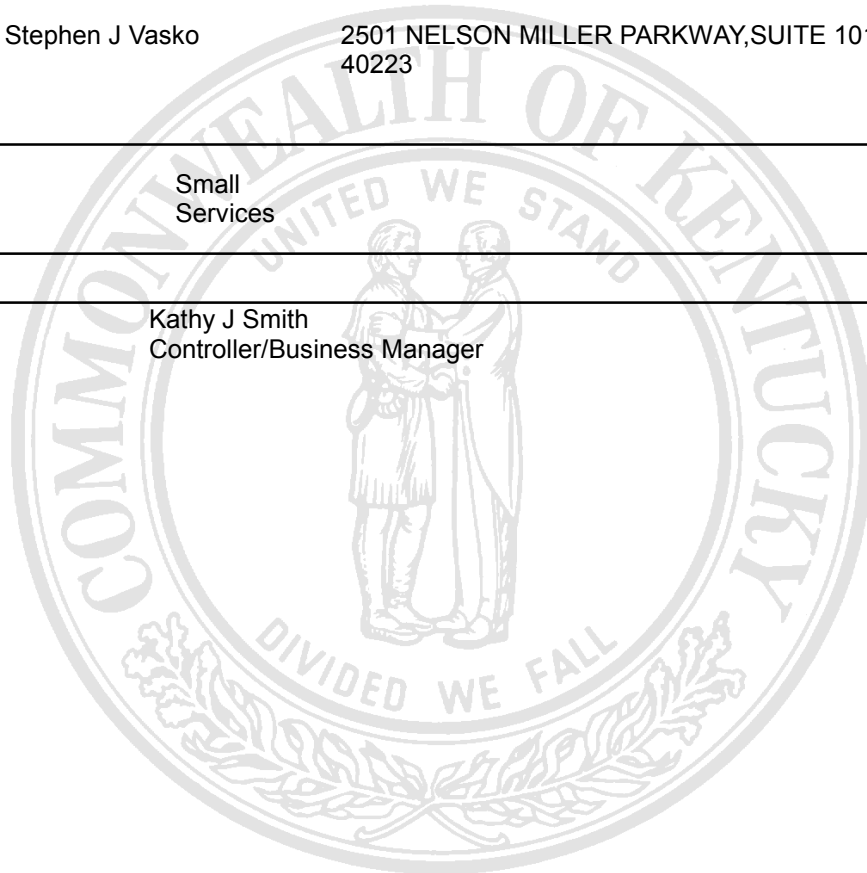 Stephen J Vasko 2501 NELSON MILLER PARKWAY,SUITE 101
40223
Small
Services
Kathy J Smith
Controller/Business Manager
COMMONWEALTH OF KENTUCKY
UNITED WE STAND
DIVIDED WE FALL